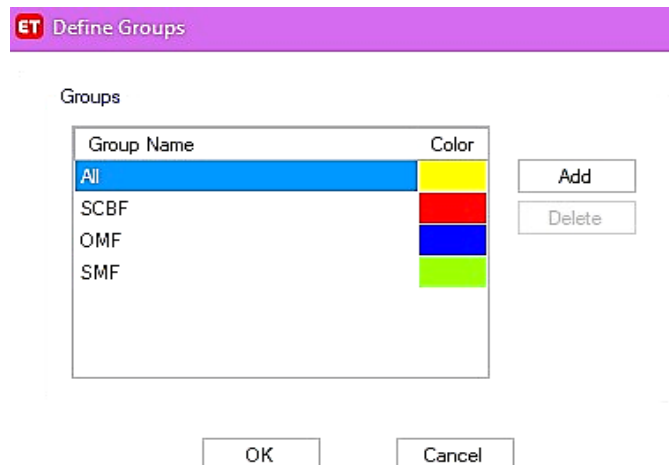 ET Define Groups
Groups
Group Name Color
All Add
SCBF Delete
OMF
SMF
OK Cancel